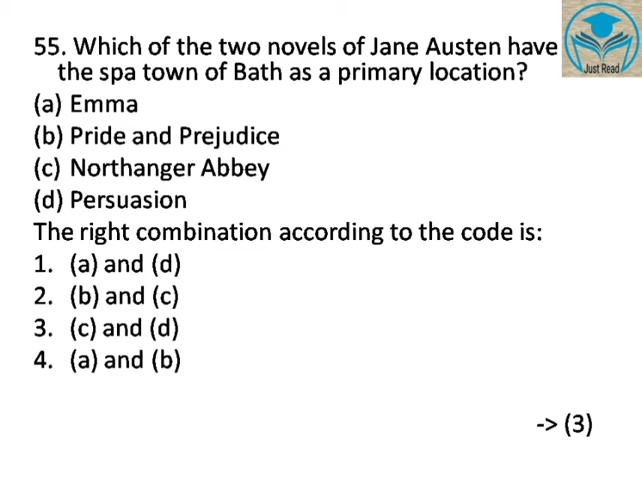 55. Which of the two novels of Jane Austen have
the spa town of Bath as a primary location?
(a) Emma
(b) Pride and Prejudice
(c) Northanger Abbey
(d) Persuasion
The right combination according to the code is:
1. (a) and (d)
2. (b) and (c)
3. (c) and (d)
4. (a) and (b)
-> (3)
Just Read